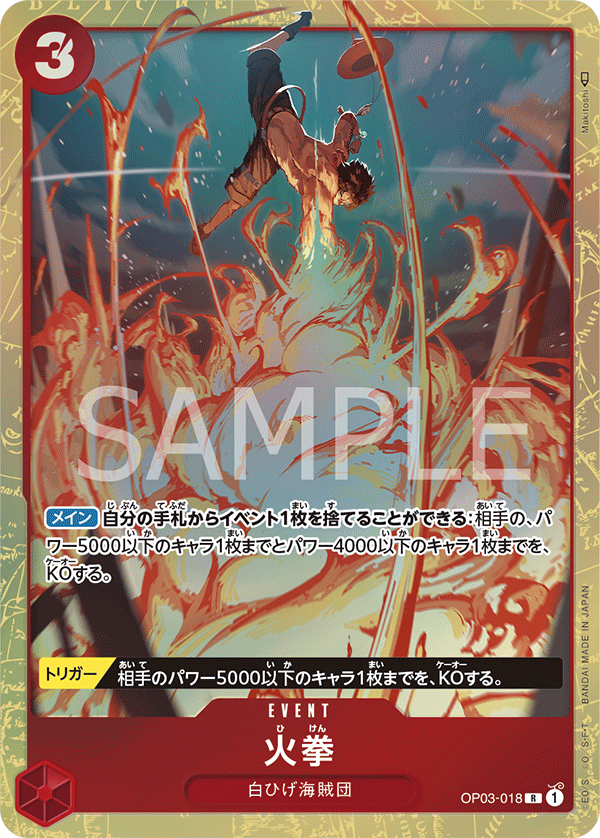 3
Makitoshi
SAMPLE
メイン 自分の手札からイベント1枚を捨てることができる:相手の、パ
ワー5000以下のキャラ1枚までとパワー4000以下のキャラ1枚までを、
KOする。
トリガー 相手のパワー5000以下のキャラ1枚までを、KOする。
EVENT
ひ けん
火拳
白ひげ海賊団
OP03-018 R 1
BANDAI MADE IN JAPAN